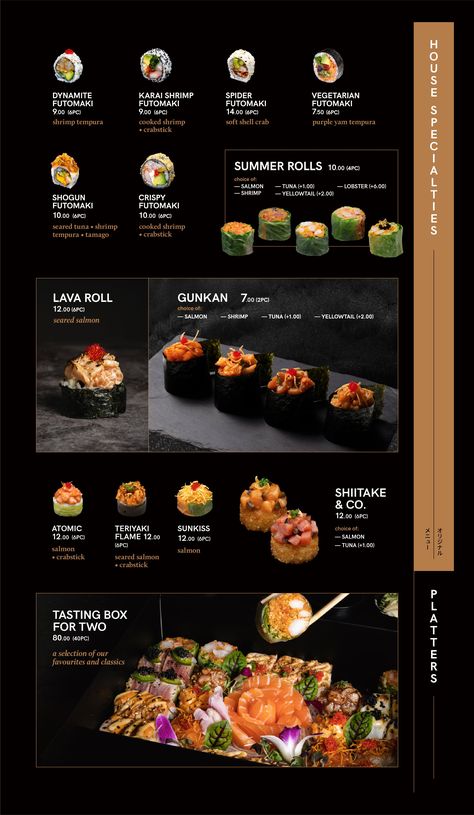 HOUSE SPECIALTIES
DYNAMITE
FUTOMAKI
9.00 (6PC)
shrimp tempura
KARAI SHRIMP
FUTOMAKI
9.00 (6PC)
cooked shrimp
• crabstick
SPIDER
FUTOMAKI
14.00 (6PC)
soft shell crab
VEGETARIAN
FUTOMAKI
7.50 (6PC)
purple yam tempura
SHOGUN
FUTOMAKI
10.00 (6PC)
seared tuna • shrimp
tempura • tamago
CRISPY
FUTOMAKI
10.00 (6PC)
cooked shrimp
• crabstick
SUMMER ROLLS 10.00 (4PC)
choice of:
— SALMON — TUNA (+1.00) — LOBSTER (+6.00)
— SHRIMP — YELLOWTAIL (+2.00)
LAVA ROLL
12.00 (6PC)
seared salmon
GUNKAN 7.00 (2PC)
choice of:
— SALMON — SHRIMP — TUNA (+1.00) — YELLOWTAIL (+2.00)
ATOMIC
12.00 (6PC)
salmon
• crabstick
TERIYAKI
FLAME 12.00
(6PC)
seared salmon
• crabstick
SUNKISS
12.00 (6PC)
salmon
SHIITAKE
& CO.
12.00 (6PC)
choice of:
— SALMON
— TUNA (+1.00)
オリジナル
メニュー
PLATTERS
TASTING BOX
FOR TWO
80.00 (40PC)
a selection of our
favourites and classics